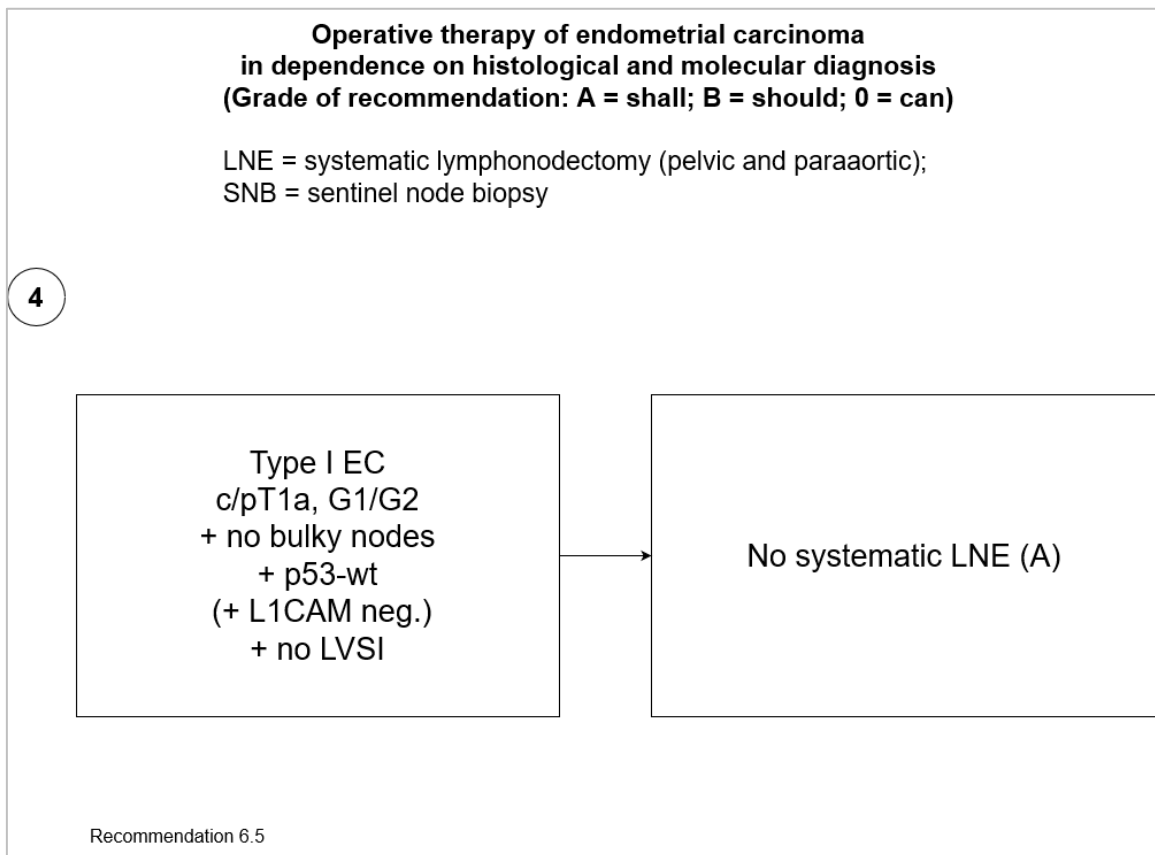 Operative therapy of endometrial carcinoma
in dependence on histological and molecular diagnosis
(Grade of recommendation: A = shall; B = should; 0 = can)
LNE = systematic lymphonodectomy (pelvic and paraaortic);
SNB = sentinel node biopsy
4
Type I EC
c/pT1a, G1/G2
+ no bulky nodes
+ p53-wt
(+ L1CAM neg.)
+ no LVSI
No systematic LNE (A)
Recommendation 6.5